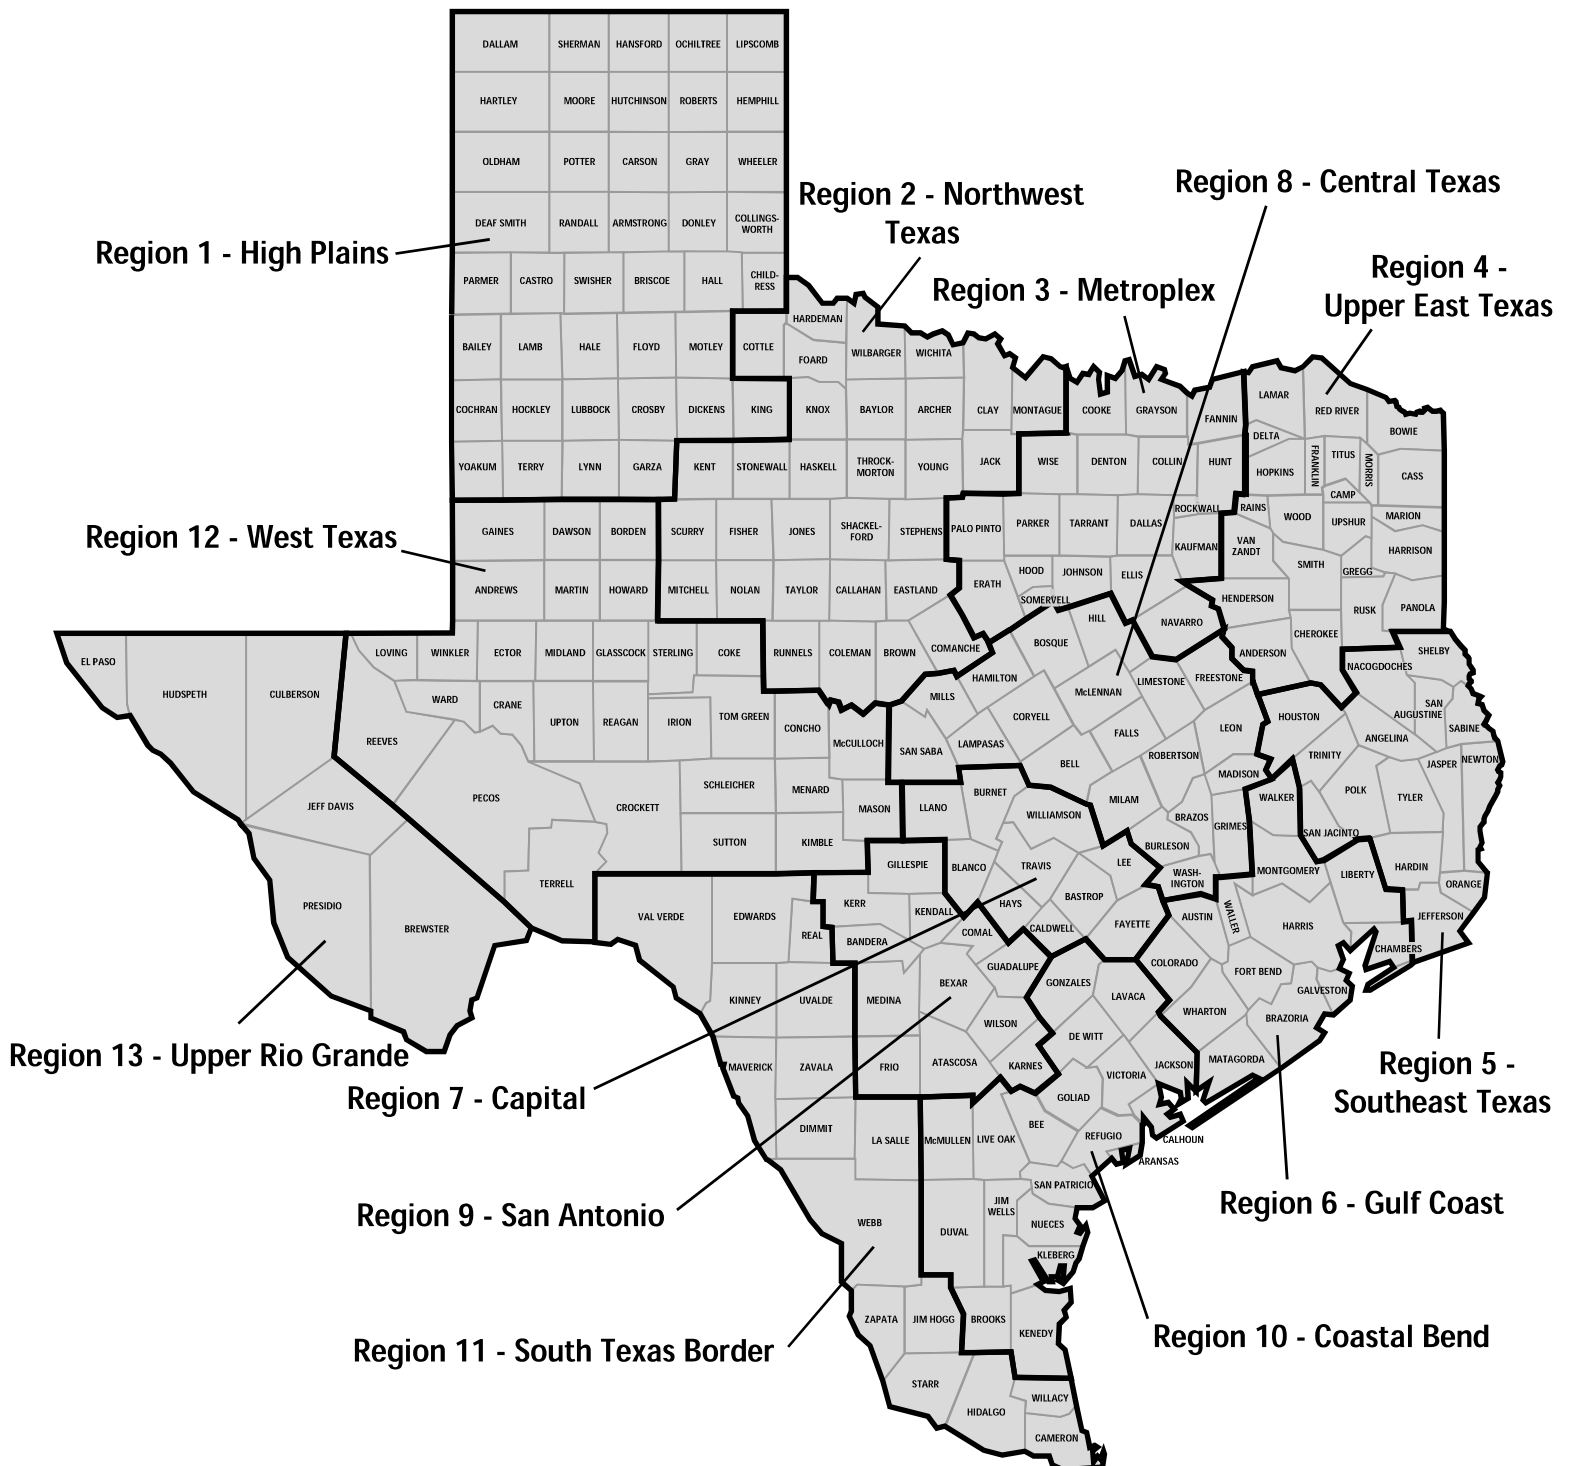 DALLAM SHERMAN HANSFORD OCHILTREE LIPSCOMB
HARTLEY MOORE HUTCHINSON ROBERTS HEMPHILL
OLDHAM POTTER CARSON GRAY WHEELER
Region 8 - Central Texas
Region 2 - Northwest
Texas
DEAF SMITH RANDALL ARMSTRONG DONLEY COLLINGS-
WORTH
Region 1 - High Plains
Region 4 -
Upper East Texas
PARMER CASTRO SWISHER BRISCOE HALL CHILD-
RESS
Region 3 - Metroplex
HARDEMAN
BAILEY LAMB HALE FLOYD MOTLEY COTTLE FOARD WILBARGER WICHITA
COCHRAN HOCKLEY LUBBOCK CROSBY DICKENS KING KNOX BAYLOR ARCHER CLAY MONTAGUE COOKE GRAYSON FANNIN LAMAR RED RIVER BOWIE
DELTA
YOAKUM TERRY LYNN GARZA KENT STONEWALL HASKELL THROCK-
MORTON
YOUNG JACK WISE DENTON COLLIN HUNT HOPKINS FRANKLIN TITUS MORRIS CASS
CAMP
Region 12 - West Texas
GAINES DAWSON BORDEN SCURRY FISHER JONES SHACKEL-
FORD
STEPHENS PALO PINTO PARKER TARRANT DALLAS ROCKWALL RAINS WOOD UPSHUR MARION
KAUFMAN VAN
ZANDT
HARRISON
SMITH GREGG
ANDREWS MARTIN HOWARD MITCHELL NOLAN TAYLOR CALLAHAN EASTLAND ERATH HOOD JOHNSON ELLIS
SOMERVELL HENDERSON RUSK PANOLA
HILL NAVARRO CHEROKEE
EL PASO HUDSPETH CULBERSON
LOVING WINKLER ECTOR MIDLAND GLASSCOCK STERLING COKE RUNNELS COLEMAN BROWN COMANCHE BOSQUE ANDERSON SHELBY
NACOGDOCHES
HAMILTON McLENNAN LIMESTONE FREESTONE
WARD CRANE UPTON REAGAN IRION TOM GREEN CONCHO MILLS CORYELL HOUSTON SAN
AUGUSTINE
SABINE
REEVES McCULLOCH SAN SABA LAMPASAS FALLS LEON ANGELINA
BELL ROBERTSON TRINITY JASPER NEWTON
MADISON
JEFF DAVIS PECOS CROCKETT SCHLEICHER MENARD MASON LLANO BURNET MILAM WALKER POLK TYLER
WILLIAMSON BRAZOS GRIMES SAN JACINTO
SUTTON KIMBLE BURLESON
GILLESPIE BLANCO TRAVIS LEE WASH-
INGTON
MONTGOMERY LIBERTY HARDIN
TERRELL ORANGE
PRESIDIO BREWSTER VAL VERDE EDWARDS KERR KENDALL HAYS BASTROP AUSTIN WALLER JEFFERSON
REAL BANDERA COMAL CALDWELL FAYETTE HARRIS
CHAMBERS
GUADALUPE COLORADO FORT BEND
KINNEY UVALDE MEDINA BEXAR GONZALES LAVACA GALVESTON
WILSON WHARTON BRAZORIA
DE WITT
Region 13 - Upper Rio Grande
MAVERICK ZAVALA FRIO ATASCOSA KARNES JACKSON MATAGORDA
Region 5 -
Southeast Texas
VICTORIA
Region 7 - Capital
GOLIAD
DIMMIT LA SALLE McMULLEN LIVE OAK BEE REFUGIO CALHOUN
ARANSAS
SAN PATRICIO
Region 9 - San Antonio
Region 6 - Gulf Coast
JIM
WELLS
WEBB DUVAL NUECES
KLEBERG
ZAPATA JIM HOGG BROOKS KENEDY
Region 10 - Coastal Bend
Region 11 - South Texas Border
STARR HIDALGO WILLACY
CAMERON